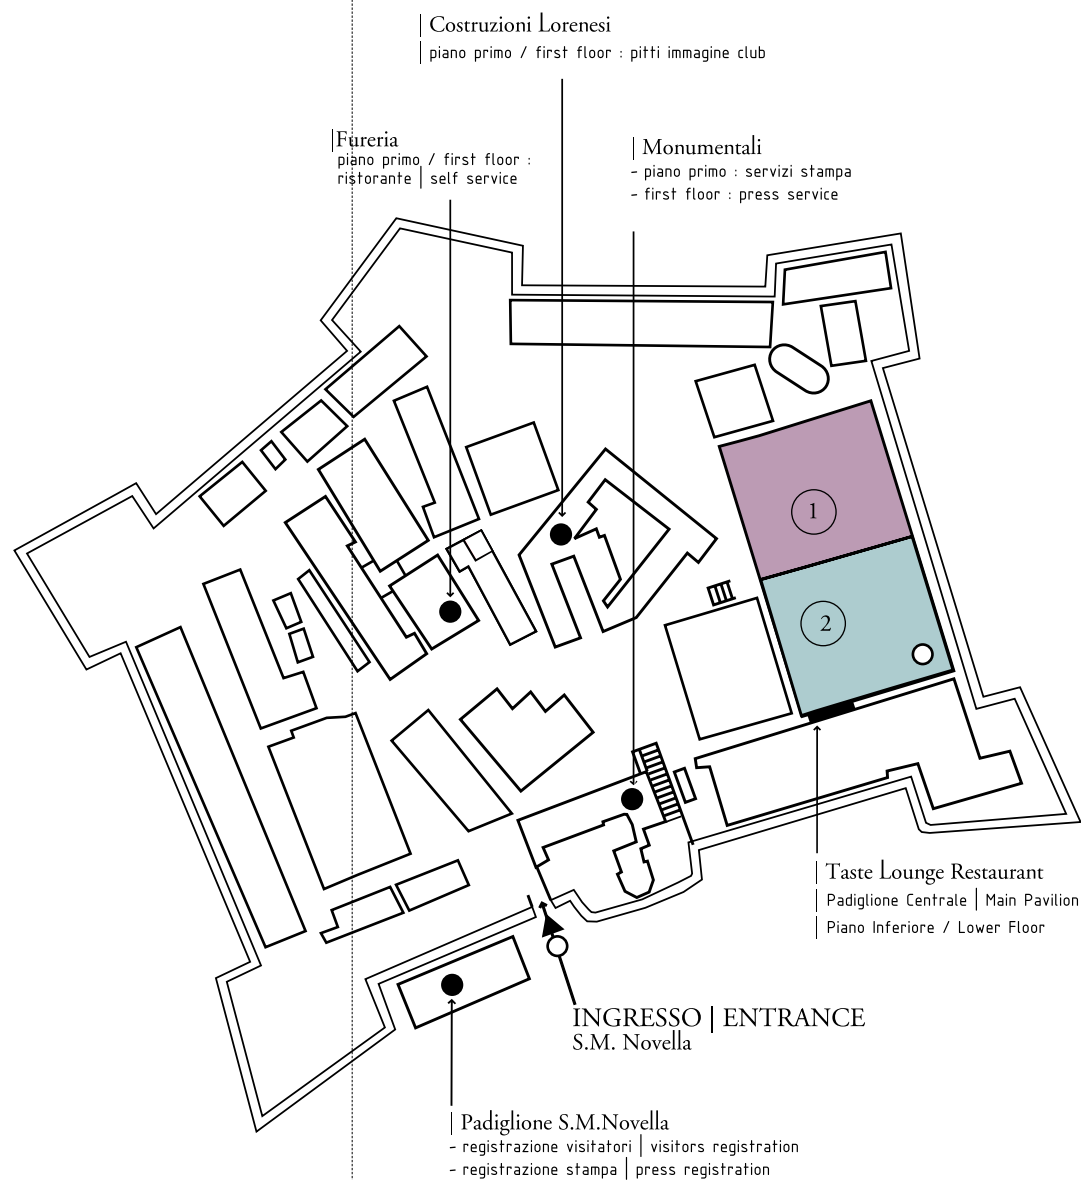 Costruzioni Lorenesi
piano primo / first floor : pitti immagine club
Fureria
piano primo / first floor :
ristorante | self service
Monumentali
- piano primo : servizi stampa
- first floor : press service
1
2
Taste Lounge Restaurant
Padiglione Centrale | Main Pavilion
Piano Inferiore / Lower Floor
INGRESSO | ENTRANCE
S.M. Novella
Padiglione S.M.Novella
- registrazione visitatori | visitors registration
- registrazione stampa | press registration